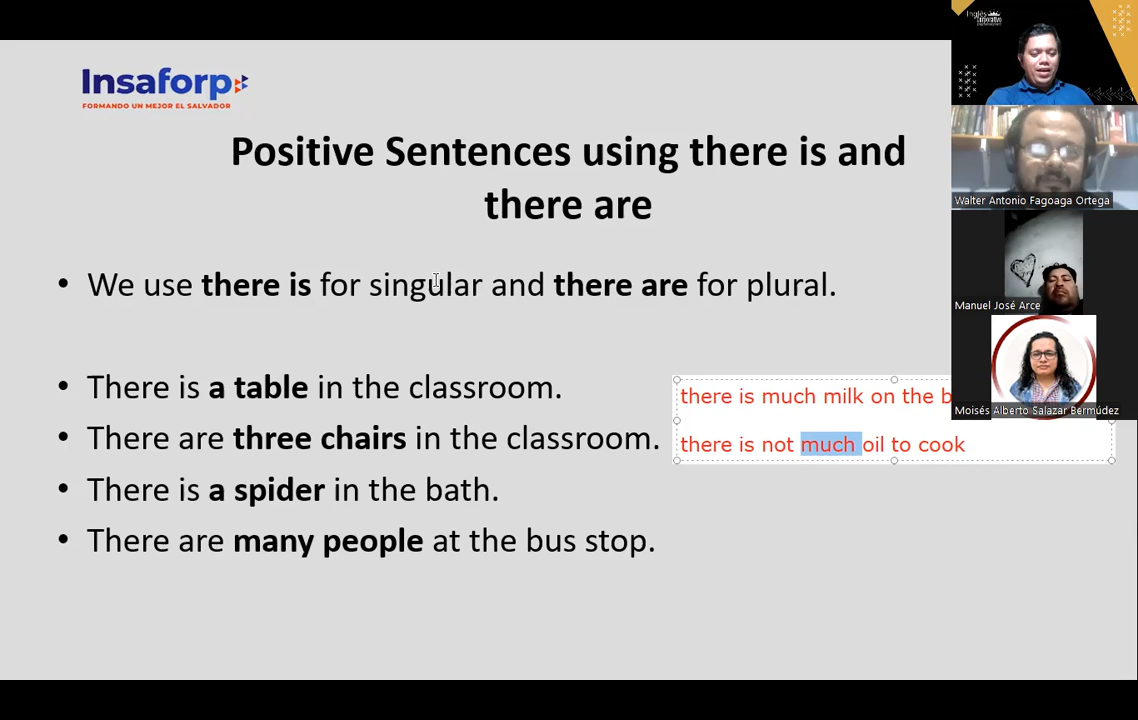 Insaforp
FORMANDO UN MEJOR EL SALVADOR
Positive Sentences using there is and
there are
• We use there is for singular and there are for plural.
• There is a table in the classroom.
• There are three chairs in the classroom.
• There is a spider in the bath.
• There are many people at the bus stop.
there is much milk on the b
there is not much oil to cook
Inglés
Walter Antonio Fagoaga Ortega
Manuel José Arce
Moisés Alberto Salazar Bermúdez